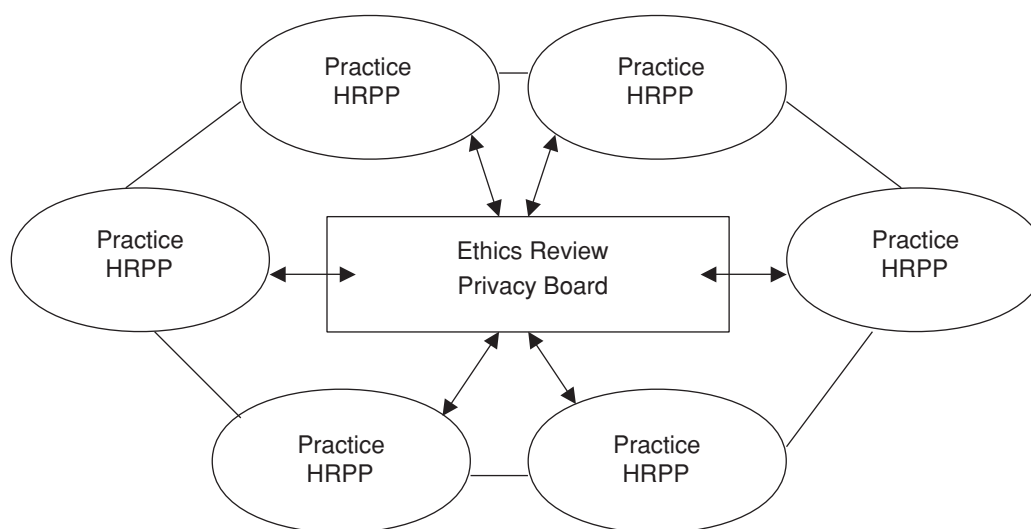 Practice
HRPP
Practice
HRPP
Practice
HRPP
Ethics Review
Privacy Board
Practice
HRPP
Practice
HRPP
Practice
HRPP